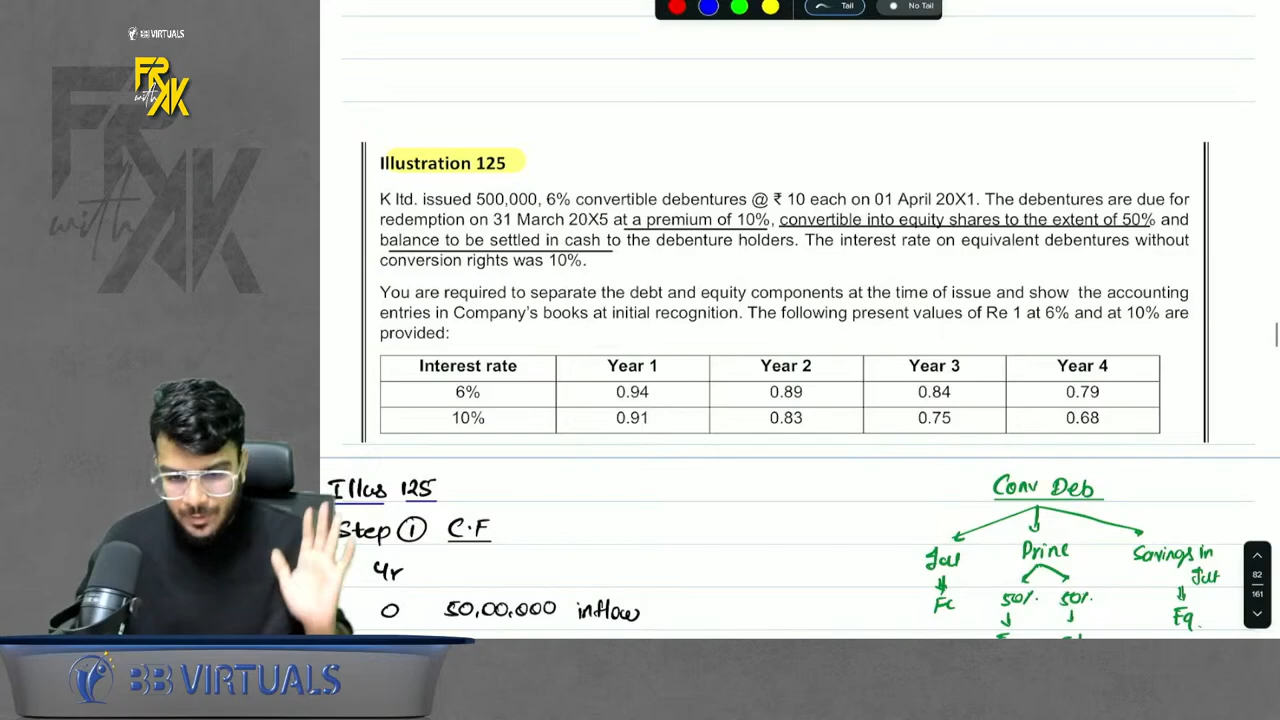 Tail
No Tail
BB VIRTUALS
FR
with
AK
FR
with
AK
Illustration 125
K ltd. issued 500,000, 6% convertible debentures @ ₹ 10 each on 01 April 20X1. The debentures are due for
redemption on 31 March 20X5 at a premium of 10%, convertible into equity shares to the extent of 50% and
balance to be settled in cash to the debenture holders. The interest rate on equivalent debentures without
conversion rights was 10%.
You are required to separate the debt and equity components at the time of issue and show the accounting
entries in Company's books at initial recognition. The following present values of Re 1 at 6% and at 10% are
provided:
Interest rate Year 1 Year 2 Year 3 Year 4
6% 0.94 0.89 0.84 0.79
10% 0.91 0.83 0.75 0.68
Illus 125
Conv Deb
Step 1 C.F
Int Princ Savings in
Int
Yr
FL 50%. 50%.
0 50,00,000 inflow
Eq.
82
161
BB VIRTUALS